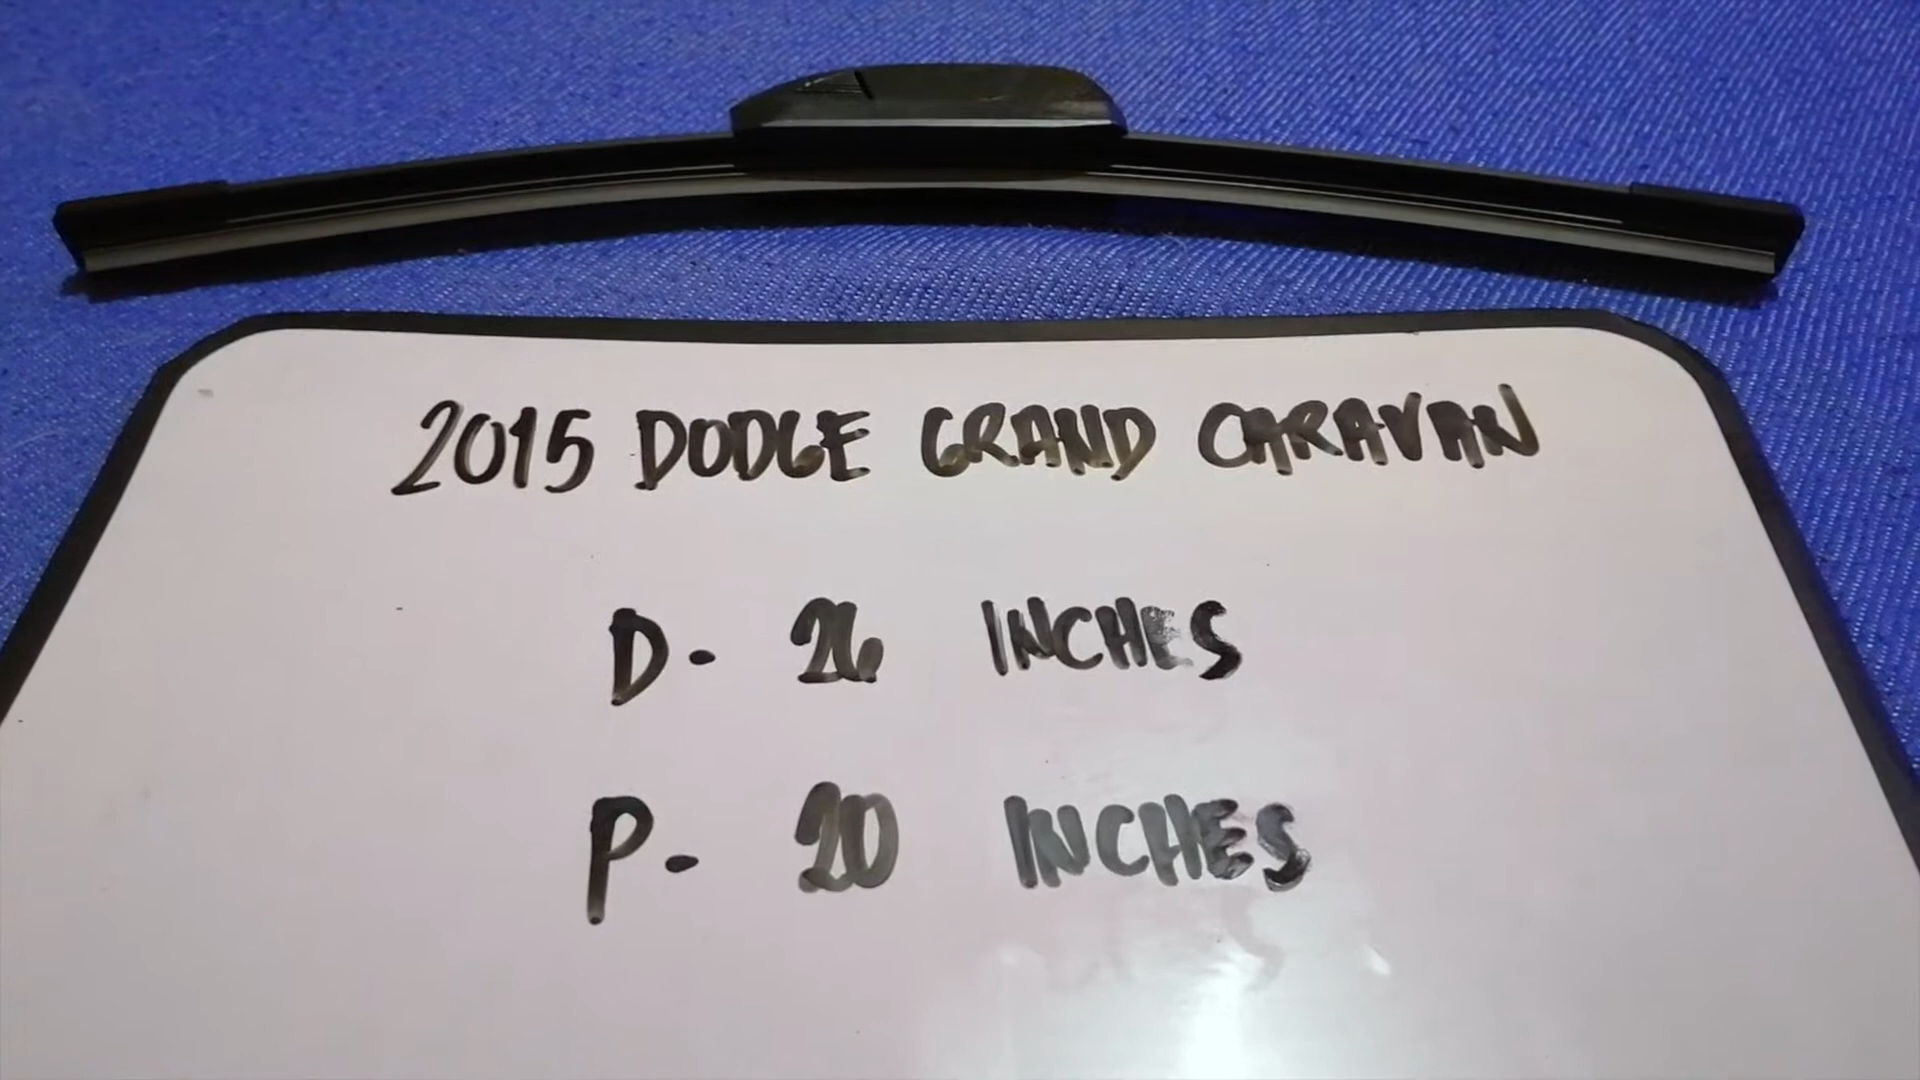 2015 DODGE GRAND CARAVAN
D- 26 INCHES
P- 20 INCHES